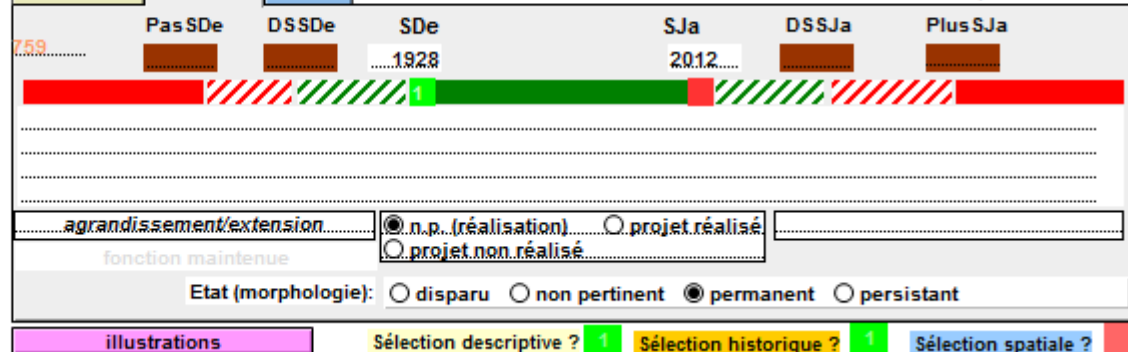 PasSDe DSSDe SDe SJa DSSJa PlusSJa
759
1928 2012
1
agrandissement/extension n.p. (réalisation) projet réalisé
fonction maintenue projet non réalisé
Etat (morphologie): disparu non pertinent permanent persistant
illustrations Sélection descriptive ? 1 Sélection historique ? 1 Sélection spatiale ?